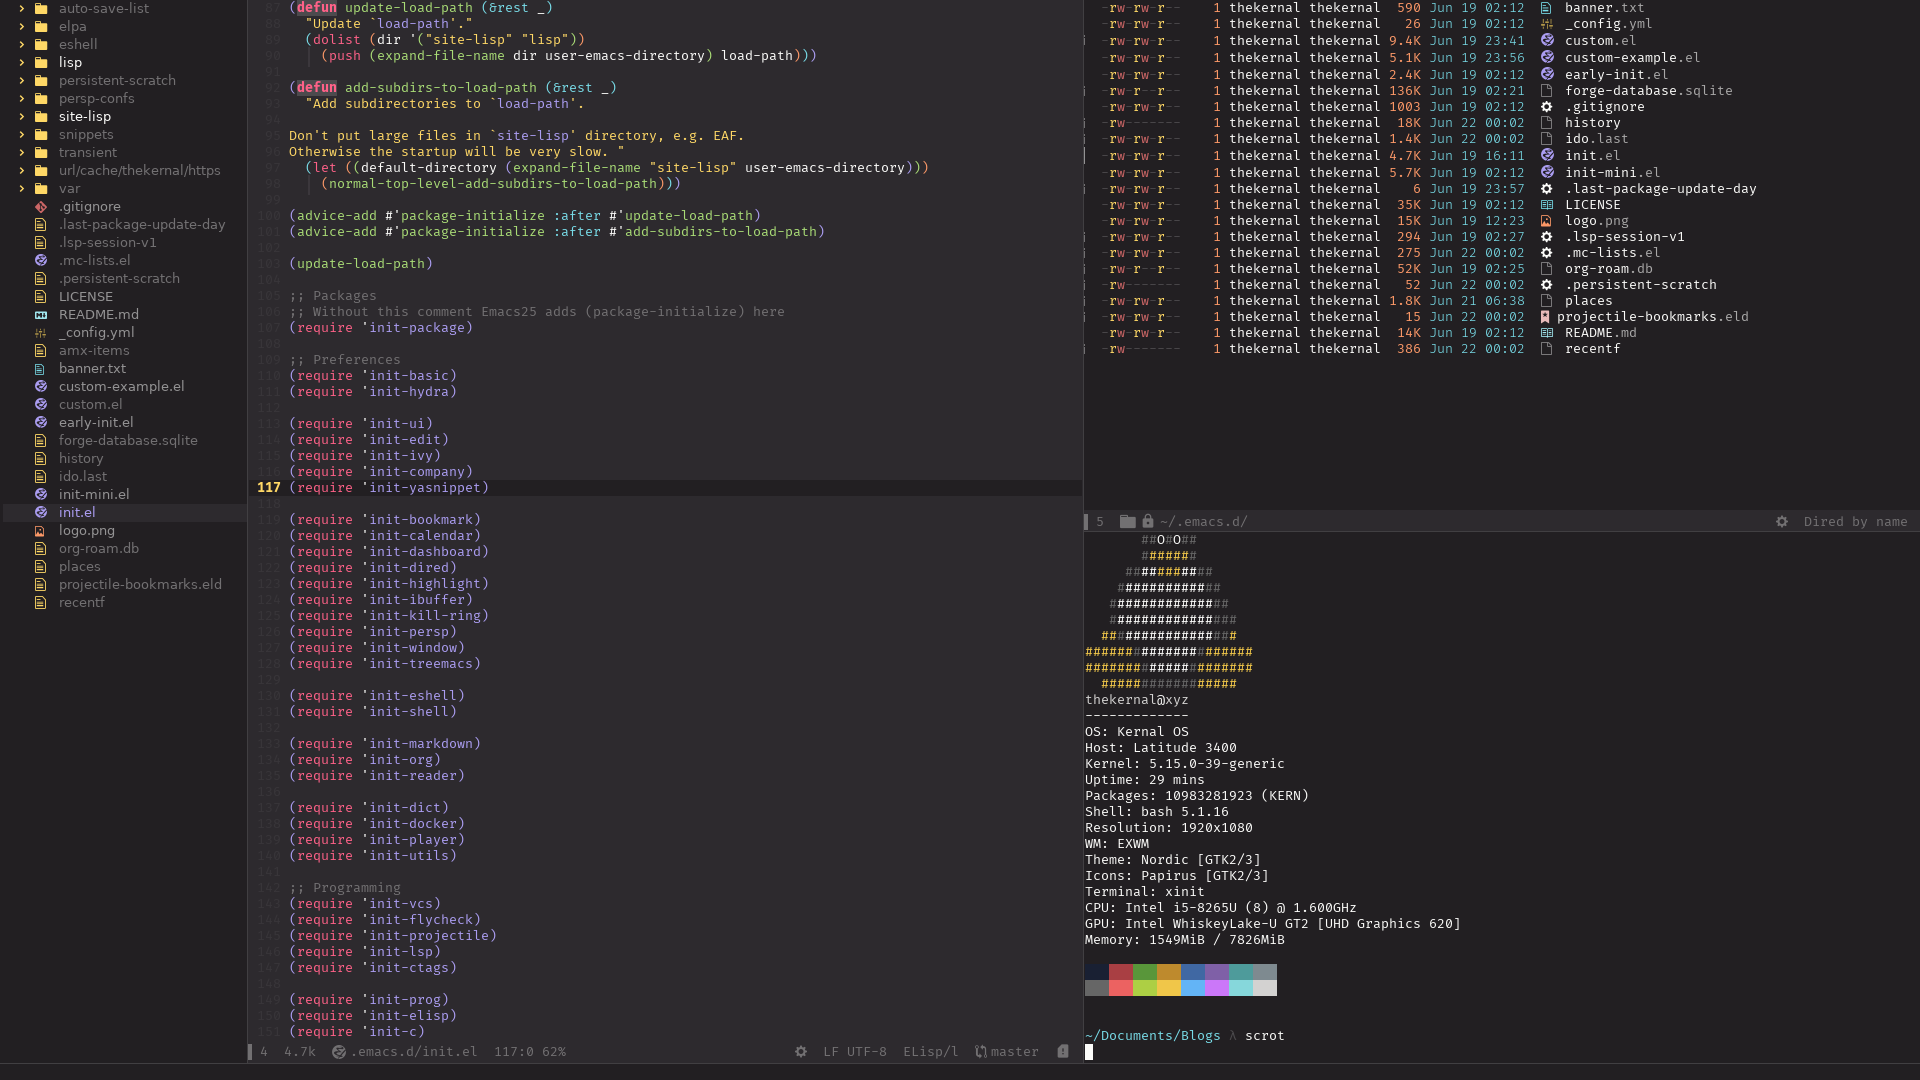 auto-save-list
elpa
eshell
lisp
persistent-scratch
persp-confs
site-lisp
snippets
transient
url/cache/thekernal/https
var
.gitignore
.last-package-update-day
.lsp-session-v1
.mc-lists.el
.persistent-scratch
LICENSE
README.md
_config.yml
amx-items
banner.txt
custom-example.el
custom.el
early-init.el
forge-database.sqlite
history
ido.last
init-mini.el
init.el
logo.png
org-roam.db
places
projectile-bookmarks.eld
recentf
87 (defun update-load-path (&rest _)
88   "Update `load-path'."
89   (dolist (dir '("site-lisp" "lisp"))
90     (push (expand-file-name dir user-emacs-directory) load-path)))
91
92 (defun add-subdirs-to-load-path (&rest _)
93   "Add subdirectories to `load-path'.
94
95 Don't put large files in `site-lisp' directory, e.g. EAF.
96 Otherwise the startup will be very slow. "
97   (let ((default-directory (expand-file-name "site-lisp" user-emacs-directory)))
98     (normal-top-level-add-subdirs-to-load-path)))
99
100 (advice-add #'package-initialize :after #'update-load-path)
101 (advice-add #'package-initialize :after #'add-subdirs-to-load-path)
102
103 (update-load-path)
104
105 ;; Packages
106 ;; Without this comment Emacs25 adds (package-initialize) here
107 (require 'init-package)
108
109 ;; Preferences
110 (require 'init-basic)
111 (require 'init-hydra)
112
113 (require 'init-ui)
114 (require 'init-edit)
115 (require 'init-ivy)
116 (require 'init-company)
117 (require 'init-yasnippet)
118
119 (require 'init-bookmark)
120 (require 'init-calendar)
121 (require 'init-dashboard)
122 (require 'init-dired)
123 (require 'init-highlight)
124 (require 'init-ibuffer)
125 (require 'init-kill-ring)
126 (require 'init-persp)
127 (require 'init-window)
128 (require 'init-treemacs)
129
130 (require 'init-eshell)
131 (require 'init-shell)
132
133 (require 'init-markdown)
134 (require 'init-org)
135 (require 'init-reader)
136
137 (require 'init-dict)
138 (require 'init-docker)
139 (require 'init-player)
140 (require 'init-utils)
141
142 ;; Programming
143 (require 'init-vcs)
144 (require 'init-flycheck)
145 (require 'init-projectile)
146 (require 'init-lsp)
147 (require 'init-ctags)
148
149 (require 'init-prog)
150 (require 'init-elisp)
151 (require 'init-c)
4 4.7k .emacs.d/init.el 117:0 62% LF UTF-8 ELisp/l master
-rw-rw-r-- 1 thekernal thekernal 590 Jun 19 02:12 banner.txt
-rw-rw-r-- 1 thekernal thekernal 26 Jun 19 02:12 _config.yml
-rw-rw-r-- 1 thekernal thekernal 9.4K Jun 19 23:41 custom.el
-rw-rw-r-- 1 thekernal thekernal 5.1K Jun 19 23:56 custom-example.el
-rw-rw-r-- 1 thekernal thekernal 2.4K Jun 19 02:12 early-init.el
-rw-rw-r-- 1 thekernal thekernal 136K Jun 19 02:21 forge-database.sqlite
-rw-rw-r-- 1 thekernal thekernal 1003 Jun 19 02:12 .gitignore
-rw------- 1 thekernal thekernal 18K Jun 22 00:02 history
-rw-rw-r-- 1 thekernal thekernal 1.4K Jun 22 00:02 ido.last
-rw-rw-r-- 1 thekernal thekernal 4.7K Jun 19 16:11 init.el
-rw-rw-r-- 1 thekernal thekernal 5.7K Jun 19 02:12 init-mini.el
-rw-rw-r-- 1 thekernal thekernal 6 Jun 19 23:57 .last-package-update-day
-rw-rw-r-- 1 thekernal thekernal 35K Jun 19 02:12 LICENSE
-rw-rw-r-- 1 thekernal thekernal 15K Jun 19 12:23 logo.png
-rw-rw-r-- 1 thekernal thekernal 294 Jun 19 02:27 .lsp-session-v1
-rw-rw-r-- 1 thekernal thekernal 275 Jun 22 00:02 .mc-lists.el
-rw-r--r-- 1 thekernal thekernal 52K Jun 19 02:25 org-roam.db
-rw------- 1 thekernal thekernal 52 Jun 22 00:02 .persistent-scratch
-rw-rw-r-- 1 thekernal thekernal 1.8K Jun 21 06:38 places
-rw-rw-r-- 1 thekernal thekernal 15 Jun 22 00:02 projectile-bookmarks.eld
-rw-rw-r-- 1 thekernal thekernal 14K Jun 19 02:12 README.md
-rw------- 1 thekernal thekernal 386 Jun 22 00:02 recentf
5 ~/.emacs.d/ Dired by name
##O#O##
#######
###########
#############
###############
################
#################
#####################
#####################
#################
thekernal@xyz
-------------
OS: Kernal OS
Host: Latitude 3400
Kernel: 5.15.0-39-generic
Uptime: 29 mins
Packages: 10983281923 (KERN)
Shell: bash 5.1.16
Resolution: 1920x1080
WM: EXWM
Theme: Nordic [GTK2/3]
Icons: Papirus [GTK2/3]
Terminal: xinit
CPU: Intel i5-8265U (8) @ 1.600GHz
GPU: Intel WhiskeyLake-U GT2 [UHD Graphics 620]
Memory: 1549MiB / 7826MiB
~/Documents/Blogs λ scrot